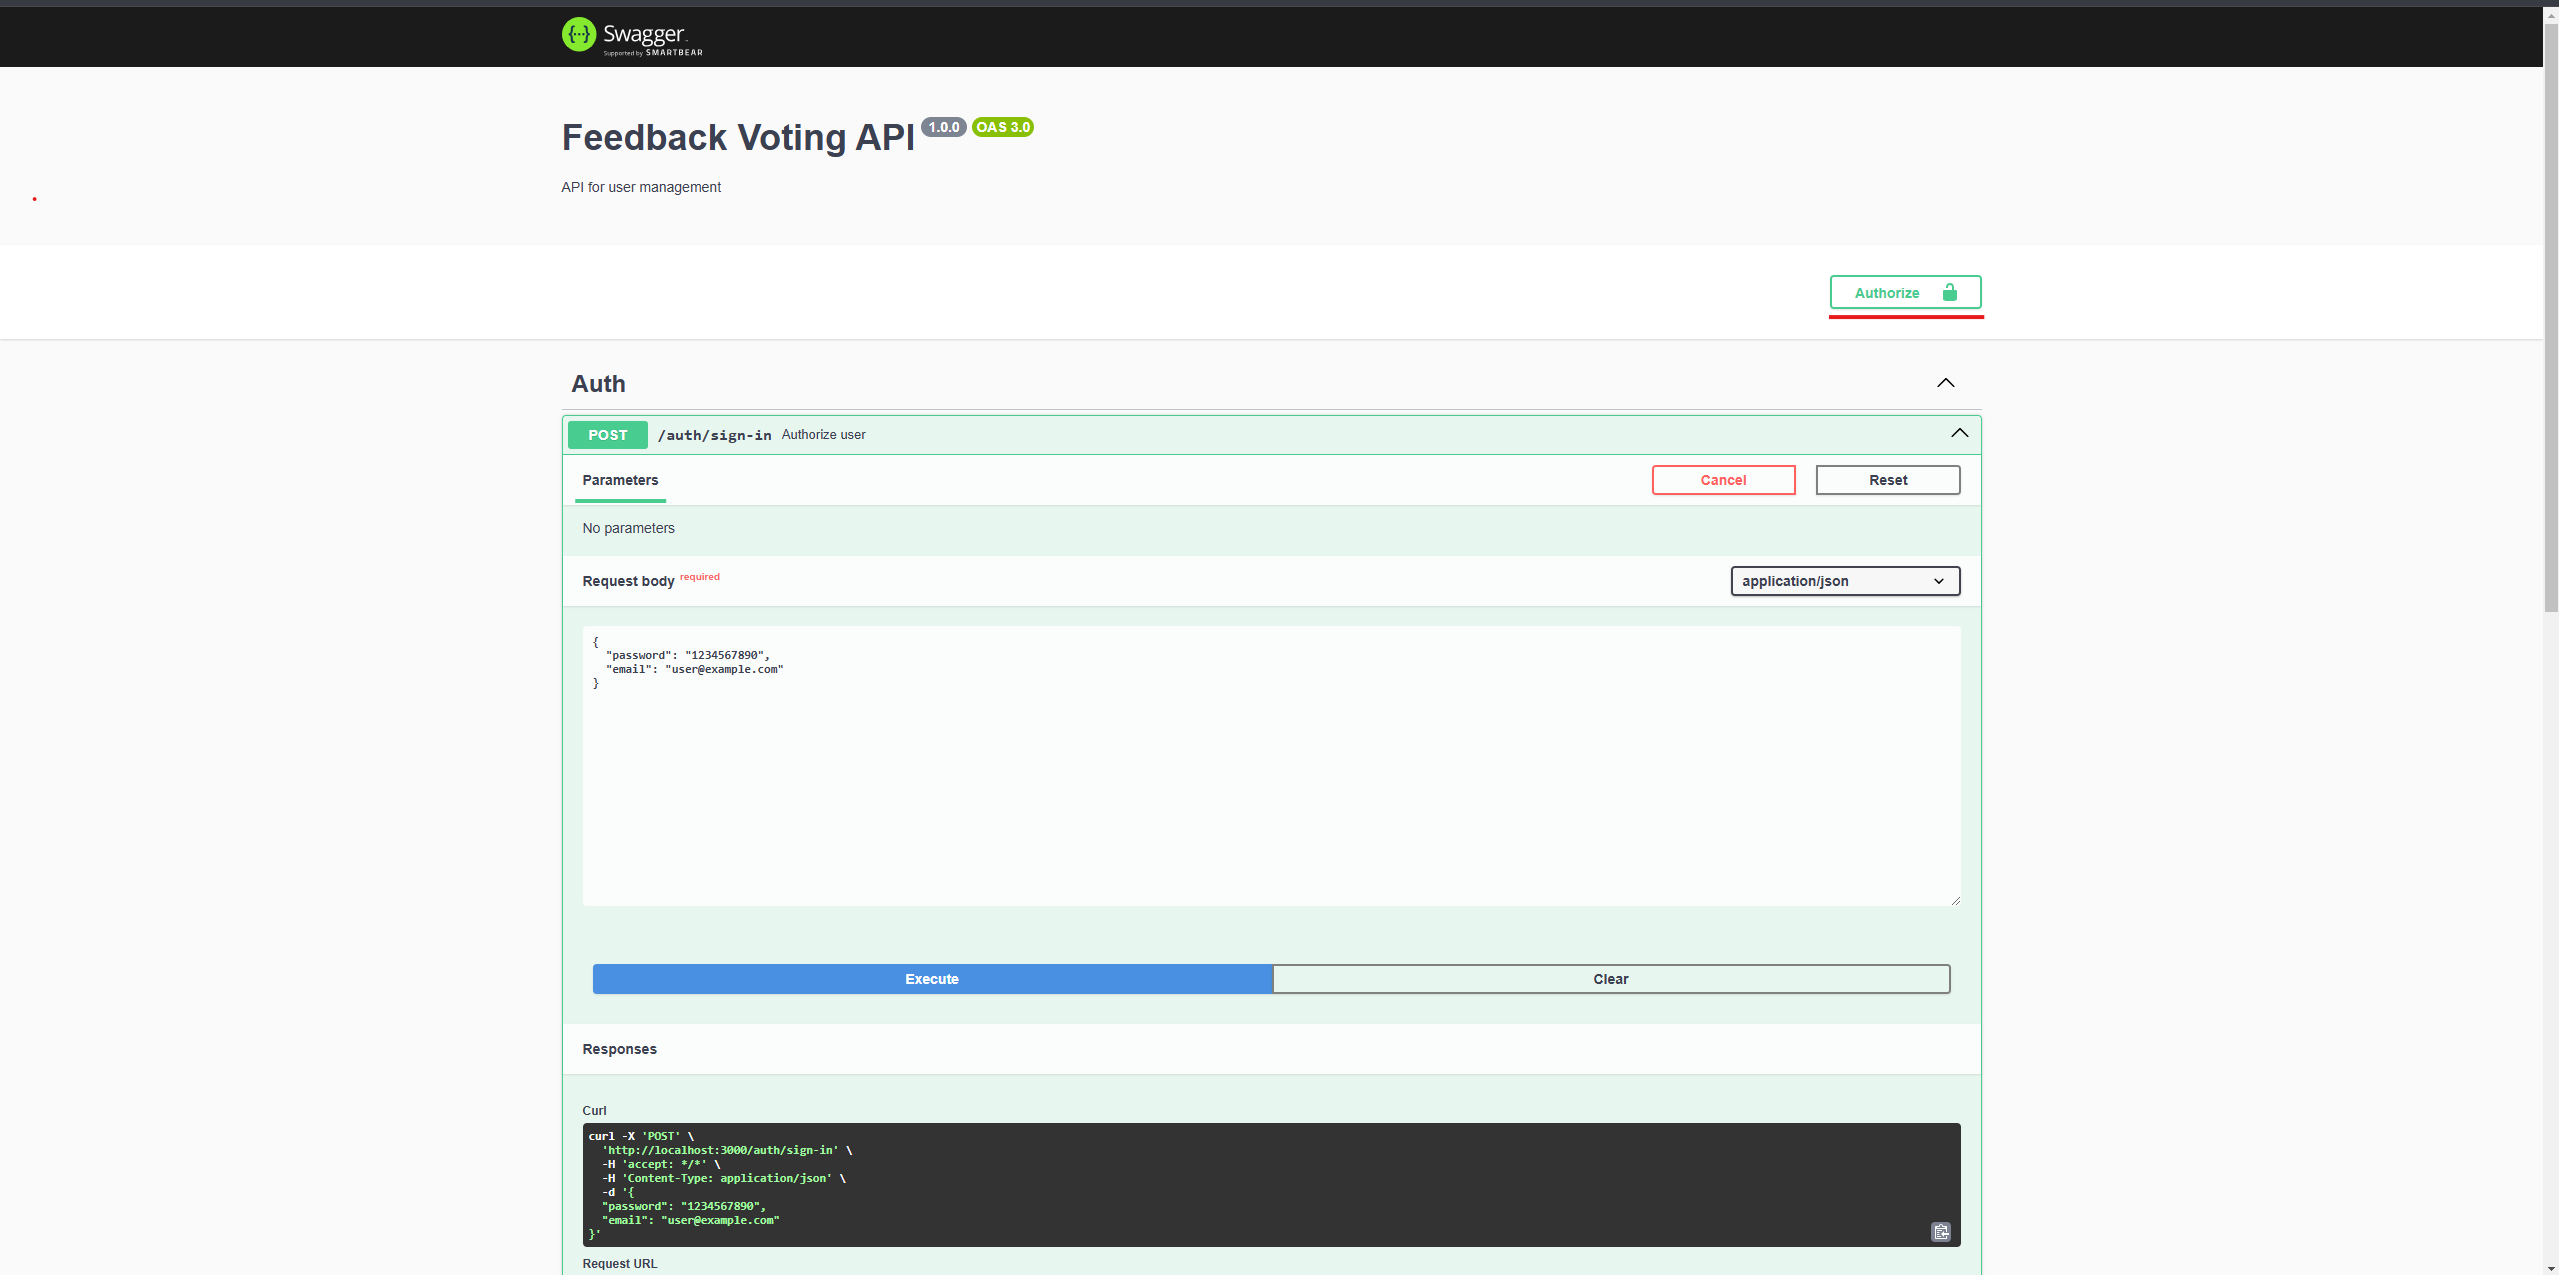 Swagger
Supported by SMARTBEAR
Feedback Voting API 1.0.0 OAS 3.0
API for user management
Authorize
Auth
POST /auth/sign-in Authorize user
Parameters Cancel Reset
No parameters
Request body required application/json
{
"password": "1234567890",
"email": "user@example.com"
}
Execute Clear
Responses
Curl
curl -X 'POST' \
'http://localhost:3000/auth/sign-in' \
-H 'accept: */*' \
-H 'Content-Type: application/json' \
-d '{
"password": "1234567890",
"email": "user@example.com"
}'
Request URL